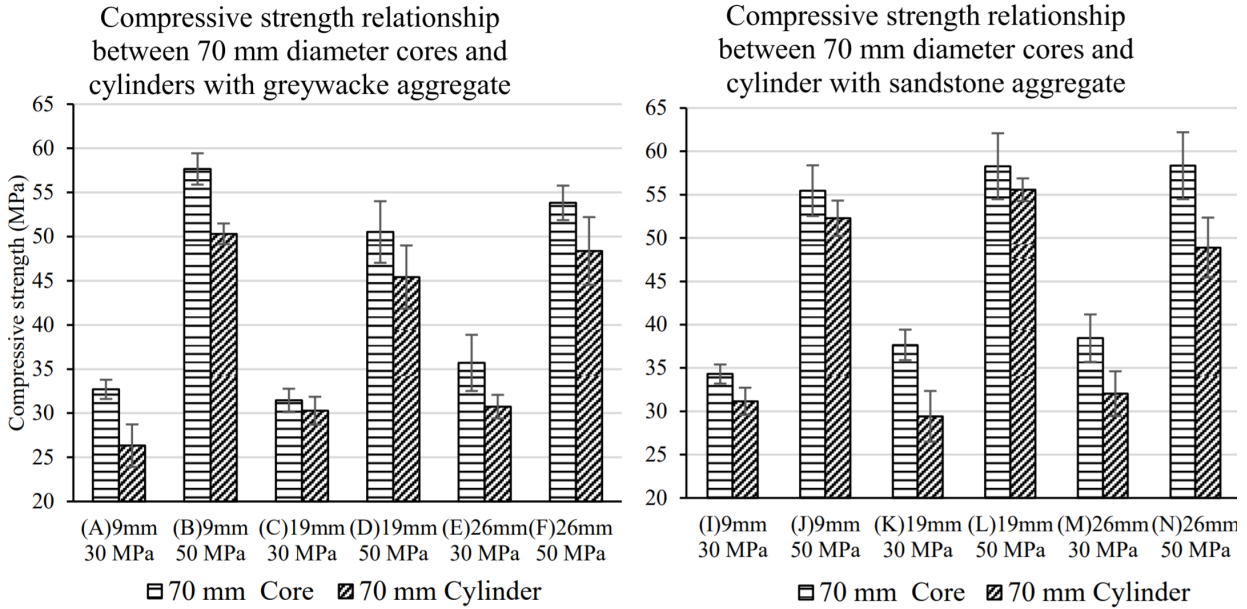 Compressive strength relationship
between 70 mm diameter cores and
cylinders with greywacke aggregate
Compressive strength (MPa)
65
60
55
50
45
40
35
30
25
20
(A)9mm (B)9mm (C)19mm (D)19mm (E)26mm (F)26mm
30 MPa 50 MPa 30 MPa 50 MPa 30 MPa 50 MPa
70 mm Core 70 mm Cylinder
Compressive strength relationship
between 70 mm diameter cores and
cylinder with sandstone aggregate
65
60
55
50
45
40
35
30
25
20
(I)9mm (J)9mm (K)19mm (L)19mm (M)26mm (N)26mm
30 MPa 50 MPa 30 MPa 50 MPa 30 MPa 50 MPa
70 mm Core 70 mm Cylinder